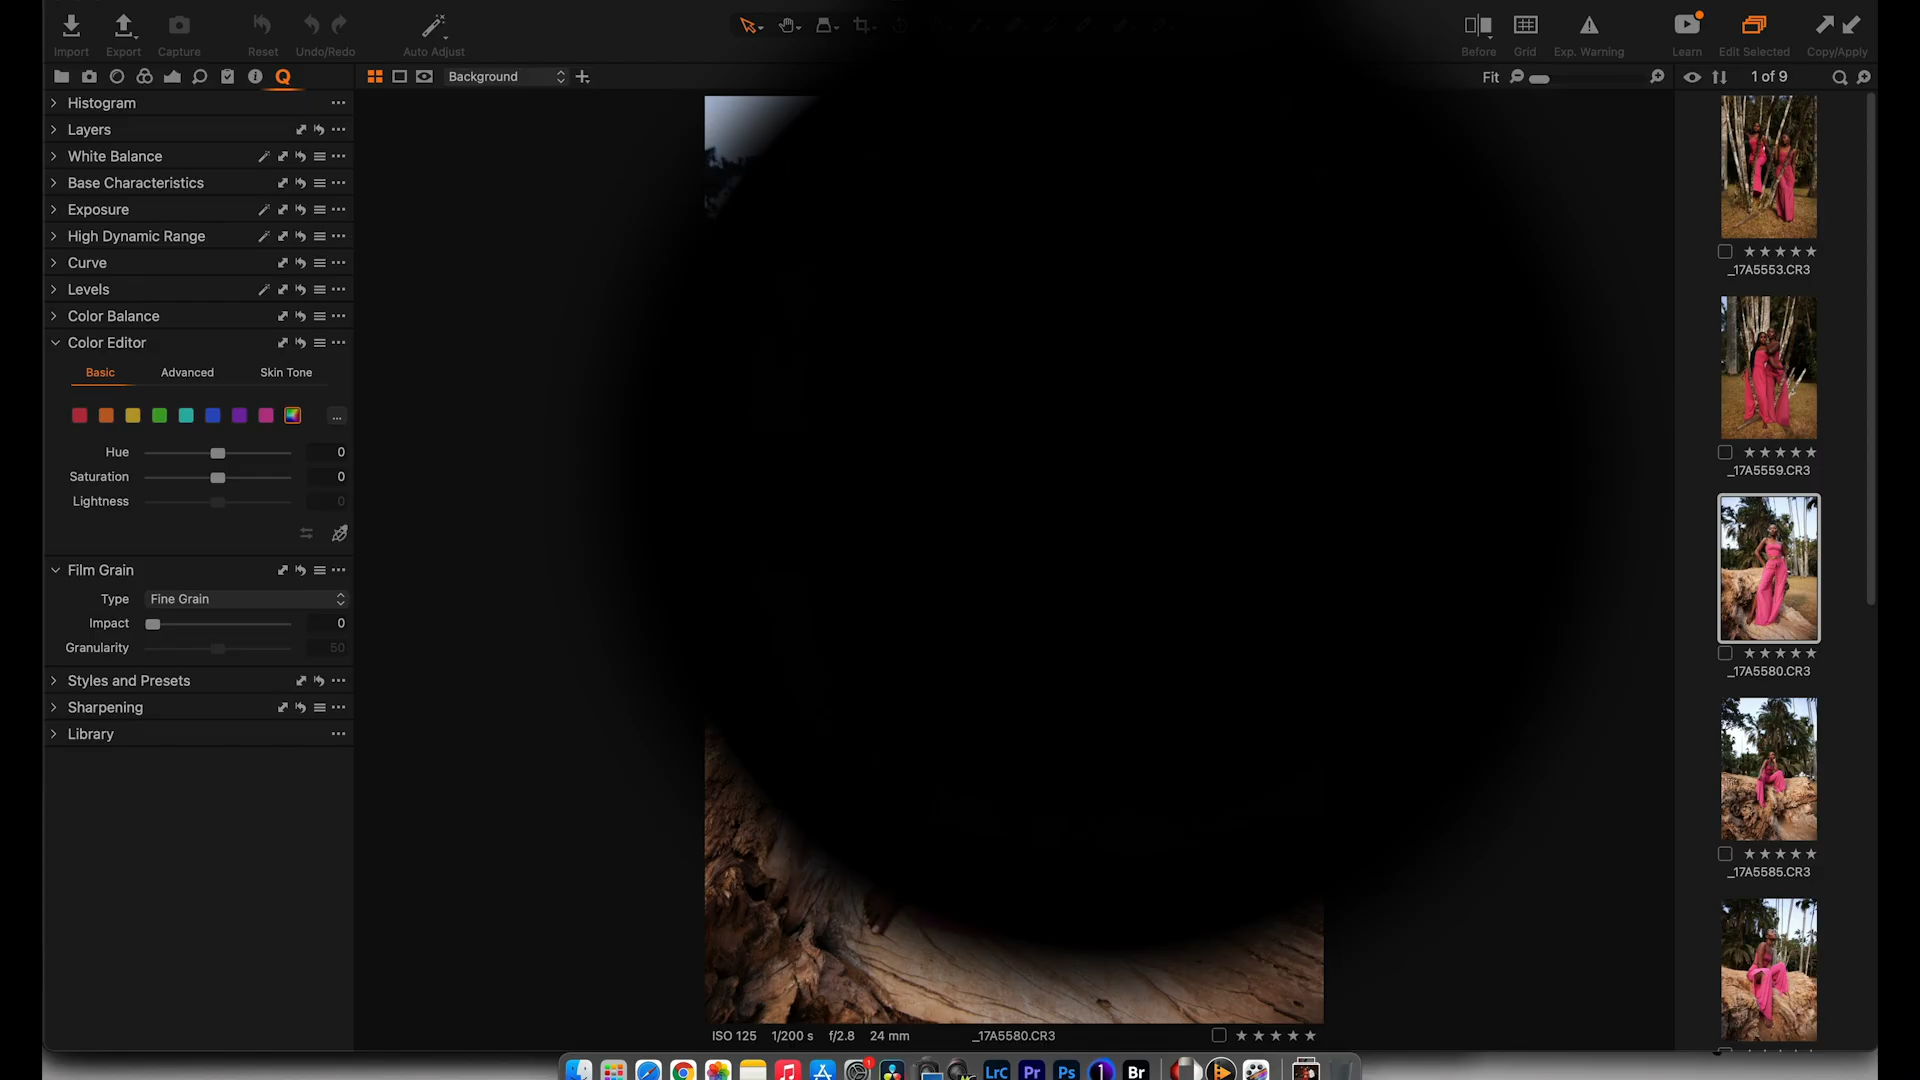 Import Export Capture Reset Undo/Redo Auto Adjust Before Grid Exp. Warning Learn Edit Selected Copy/Apply
Background Fit 1 of 9
Histogram
Layers
White Balance
Base Characteristics
Exposure
High Dynamic Range
Curve
Levels
Color Balance
Color Editor
Basic Advanced Skin Tone
...
Hue 0
Saturation 0
Lightness 0
Film Grain
Type Fine Grain
Impact 0
Granularity 50
Styles and Presets
Sharpening
Library
_17A5553.CR3
_17A5559.CR3
_17A5580.CR3
_17A5585.CR3
ISO 125 1/200 s f/2.8 24 mm _17A5580.CR3
LrC Pr Ps 1 Br